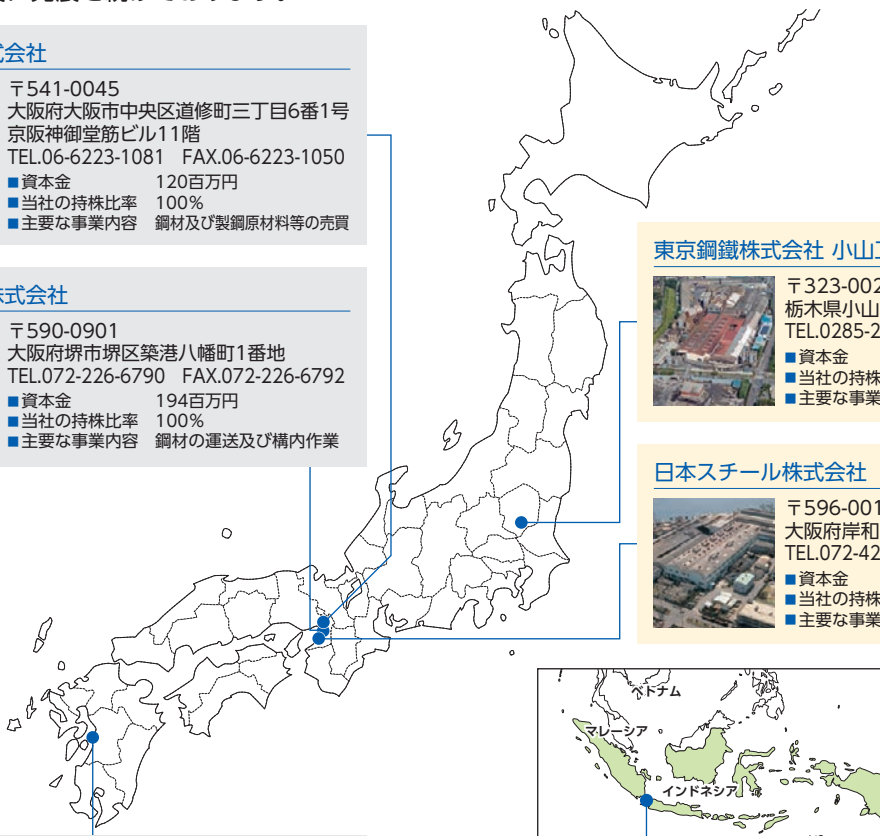 式会社
〒541-0045
大阪府大阪市中央区道修町三丁目6番1号
京阪神御堂筋ビル11階
TEL.06-6223-1081 FAX.06-6223-1050
■資本金 120百万円
■当社の持株比率 100%
■主要な事業内容 鋼材及び製鋼原材料等の売買
株式会社
〒590-0901
大阪府堺市堺区築港八幡町1番地
TEL.072-226-6790 FAX.072-226-6792
■資本金 194百万円
■当社の持株比率 100%
■主要な事業内容 鋼材の運送及び構内作業
東京鋼鐵株式会社 小山
〒323-002
栃木県小山
TEL.0285-2
■資本金
■当社の持株
■主要な事業
日本スチール株式会社
〒596-001
大阪府岸和
TEL.072-42
■資本金
■当社の持株
■主要な事業
ベトナム
マレーシア
インドネシア